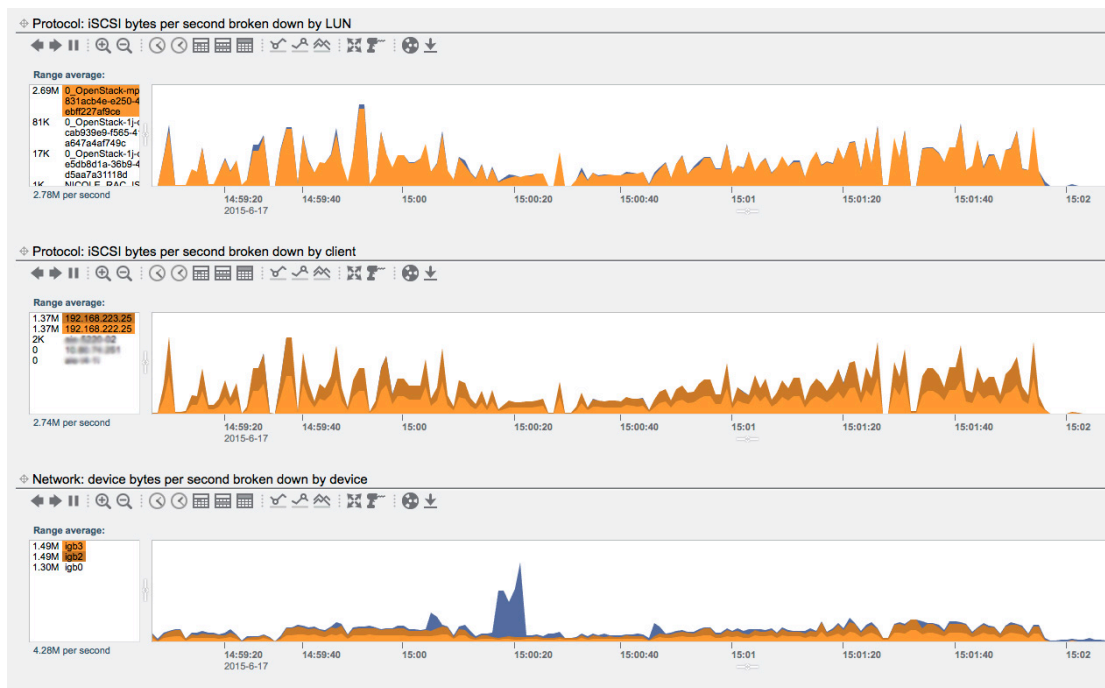 Protocol: iSCSI bytes per second broken down by LUN
Range average:
2.69M 0_OpenStack-mp
831acb4e-e250-4
ebff227af9ce
81K 0_OpenStack-1j-
cab939e9-f565-4
a647a4af749c
17K 0_OpenStack-1j-
e5db8d1a-36b9-4
d5aa7a31118d
1K NICOLE_RAC_IS
2.78M per second
14:59:20 14:59:40 15:00 15:00:20 15:00:40 15:01 15:01:20 15:01:40 15:02
2015-6-17
Protocol: iSCSI bytes per second broken down by client
Range average:
1.37M 192.168.223.25
1.37M 192.168.222.25
2K
0
0
2.74M per second
14:59:20 14:59:40 15:00 15:00:20 15:00:40 15:01 15:01:20 15:01:40 15:02
2015-6-17
Network: device bytes per second broken down by device
Range average:
1.49M igb3
1.49M igb2
1.30M igb0
4.28M per second
14:59:20 14:59:40 15:00 15:00:20 15:00:40 15:01 15:01:20 15:01:40 15:02
2015-6-17